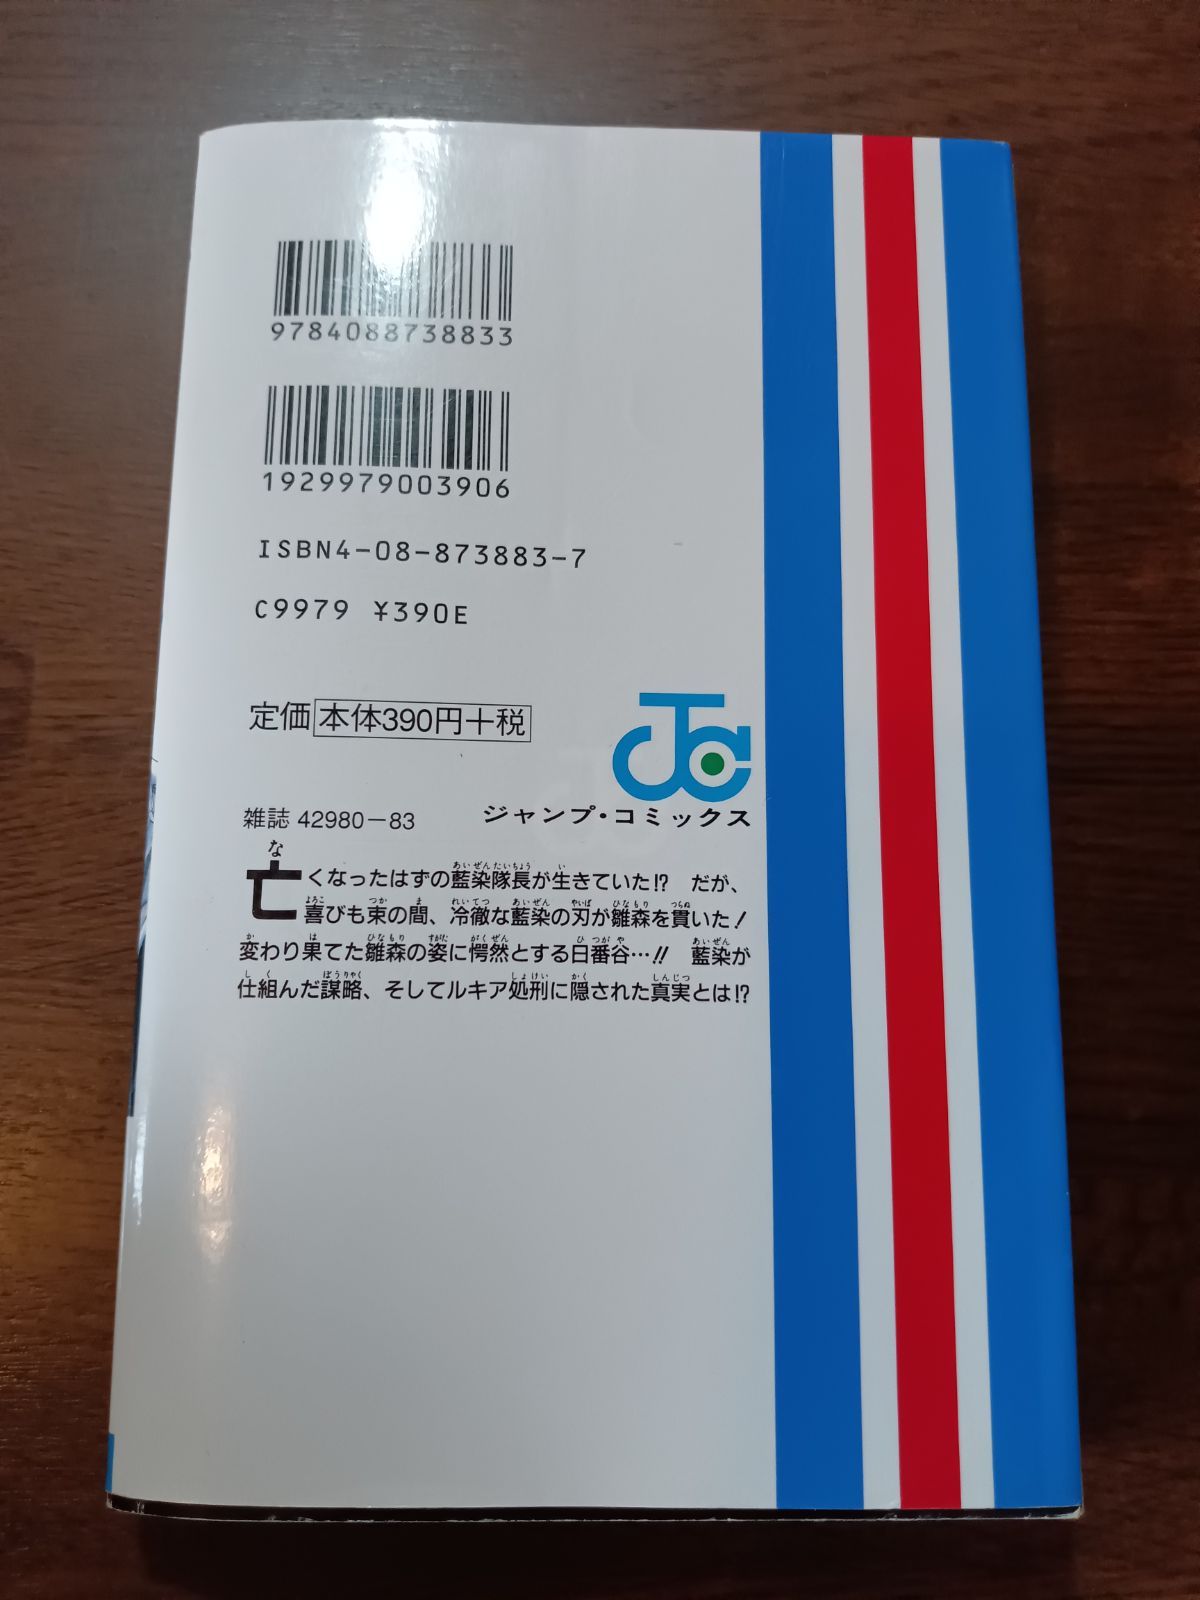 9784088738833
1929979003906
ISBN4-08-873883-7
C9979 ¥390E
定価 本体390円+税
JC
ジャンプ・コミックス
雑誌 42980-83
亡くなったはずの藍染隊長が生きていた!? だが、
喜びも束の間、冷徹な藍染の刃が雛森を貫いた!
変わり果てた雛森の姿に愕然とする日番谷…!! 藍染が
仕組んだ謀略、そしてルキア処刑に隠された真実とは!?